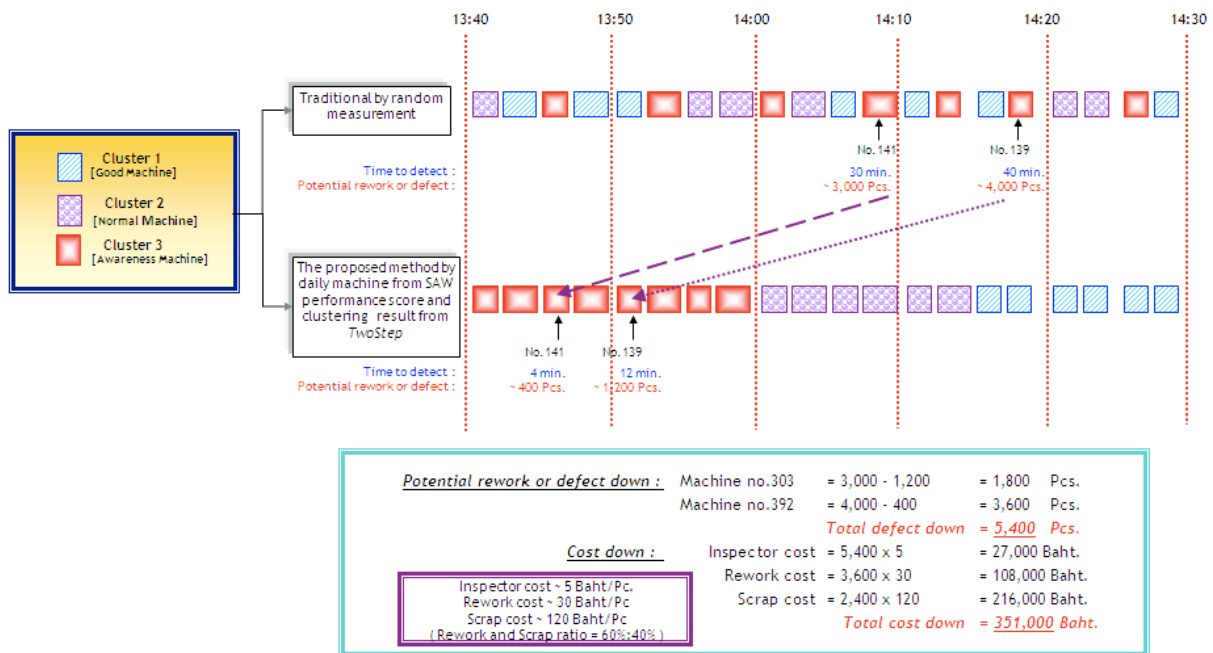 13:40 13:50 14:00 14:10 14:20 14:30
Traditional by random
measurement
No.141 No.139
Time to detect : 30 min. 40 min.
Potential rework or defect : ~ 3,000 Pcs. ~ 4,000 Pcs.
Cluster 1
[Good Machine]
Cluster 2
[Normal Machine]
Cluster 3
[Awareness Machine]
The proposed method by
daily machine from SAW
performance score and
clustering result from
TwoStep
No.141 No.139
Time to detect : 4 min. 12 min.
Potential rework or defect : ~ 400 Pcs. ~ 1,200 Pcs.
Potential rework or defect down : Machine no.303 = 3,000 - 1,200 = 1,800 Pcs.
Machine no.392 = 4,000 - 400 = 3,600 Pcs.
Total defect down = 5,400 Pcs.
Cost down : Inspector cost = 5,400 x 5 = 27,000 Baht.
Rework cost = 3,600 x 30 = 108,000 Baht.
Scrap cost = 2,400 x 120 = 216,000 Baht.
Total cost down = 351,000 Baht.
Inspector cost ~ 5 Baht/Pc.
Rework cost ~ 30 Baht/Pc
Scrap cost ~ 120 Baht/Pc
( Rework and Scrap ratio = 60%:40% )